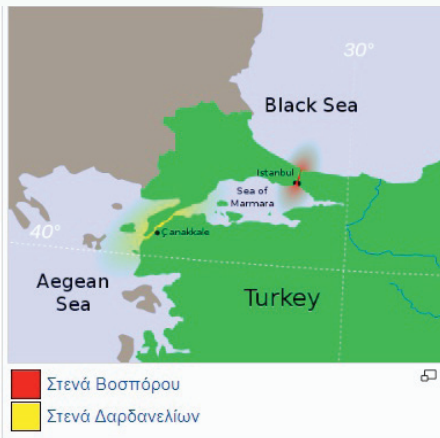 30°
Black Sea
Istanbul
Sea of
Marmara
40°
Çanakkale
Aegean
Sea
Turkey
Στενά Βοσπόρου
Στενά Δαρδανελίων